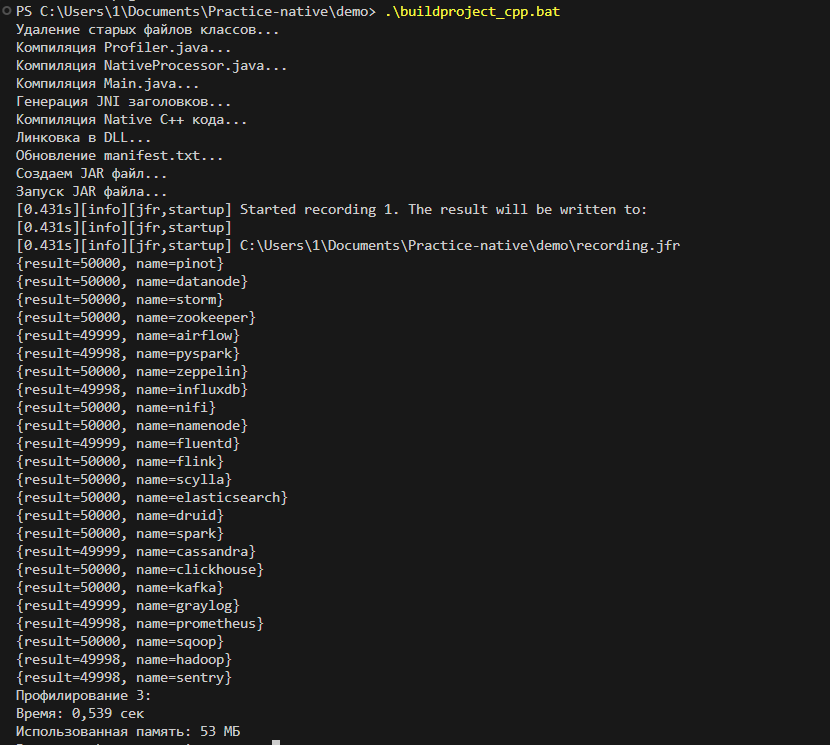 PS C:\Users\1\Documents\Practice-native\demo> .\buildproject_cpp.bat
Удаление старых файлов классов...
Компиляция Profiler.java...
Компиляция NativeProcessor.java...
Компиляция Main.java...
Генерация JNI заголовков...
Компиляция Native C++ кода...
Линковка в DLL...
Обновление manifest.txt...
Создаем JAR файл...
Запуск JAR файла...
[0.431s][info][jfr,startup] Started recording 1. The result will be written to:
[0.431s][info][jfr,startup]
[0.431s][info][jfr,startup] C:\Users\1\Documents\Practice-native\demo\recording.jfr
{result=50000, name=pinot}
{result=50000, name=datanode}
{result=50000, name=storm}
{result=50000, name=zookeeper}
{result=49999, name=airflow}
{result=49998, name=pyspark}
{result=50000, name=zeppelin}
{result=49998, name=influxdb}
{result=50000, name=nifi}
{result=50000, name=namenode}
{result=49999, name=fluentd}
{result=50000, name=flink}
{result=50000, name=scylla}
{result=50000, name=elasticsearch}
{result=50000, name=druid}
{result=50000, name=spark}
{result=49999, name=cassandra}
{result=50000, name=clickhouse}
{result=50000, name=kafka}
{result=49999, name=graylog}
{result=49998, name=prometheus}
{result=50000, name=sqoop}
{result=49998, name=hadoop}
{result=49998, name=sentry}
Профилирование 3:
Время: 0,539 сек
Использованная память: 53 МБ